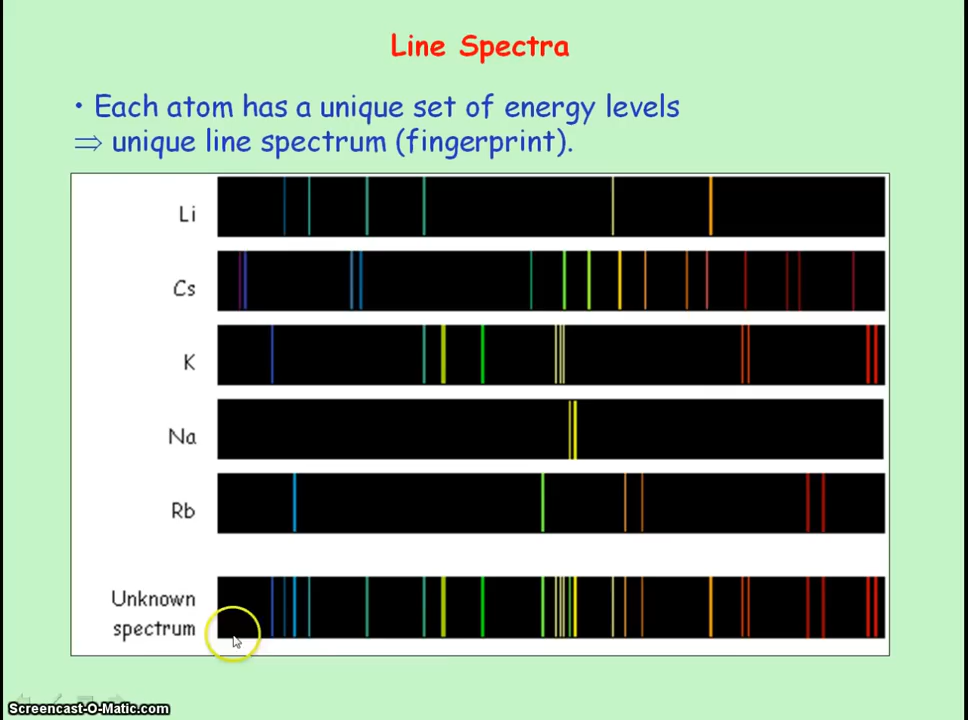 Line Spectra
• Each atom has a unique set of energy levels
⇒ unique line spectrum (fingerprint).
Li
Cs
K
Na
Rb
Unknown
spectrum
Screencast-O-Matic.com